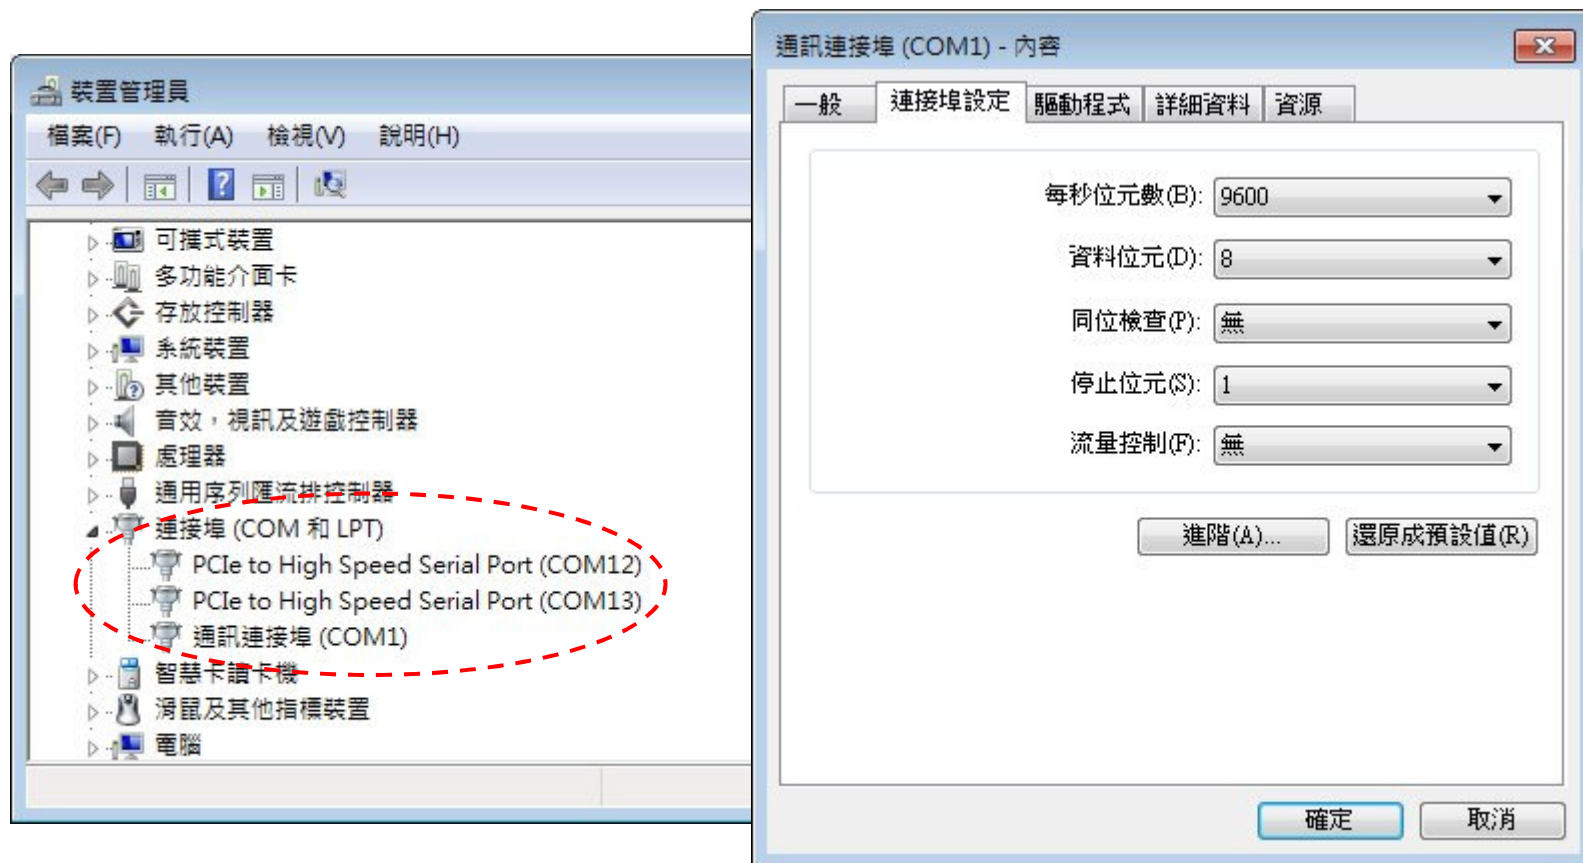 裝置管理員
檔案(F) 執行(A) 檢視(V) 說明(H)
可攜式裝置
多功能介面卡
存放控制器
系統裝置
其他裝置
音效，視訊及遊戲控制器
處理器
通用序列匯流排控制器
連接埠 (COM 和 LPT)
PCIe to High Speed Serial Port (COM12)
PCIe to High Speed Serial Port (COM13)
通訊連接埠 (COM1)
智慧卡讀卡機
滑鼠及其他指標裝置
電腦
通訊連接埠 (COM1) - 內容
一般 連接埠設定 驅動程式 詳細資料 資源
每秒位元數(B): 9600
資料位元(D): 8
同位檢查(P): 無
停止位元(S): 1
流量控制(F): 無
進階(A)... 還原成預設值(R)
確定 取消